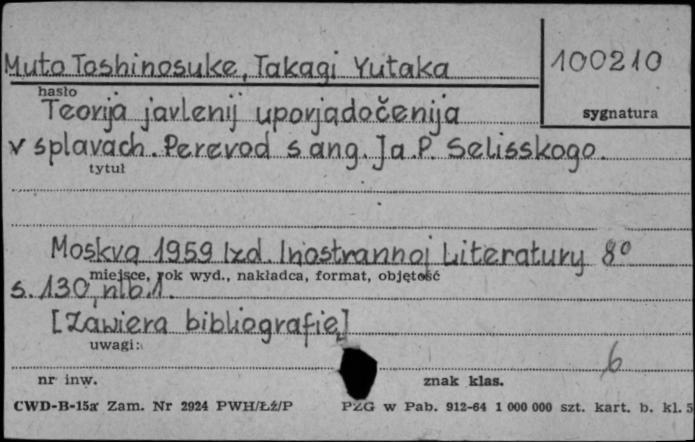 Muto Toshinosuke, Takagi Yutaka
100210
hasło
sygnatura
Teorija javlenij uporjadočenija
v splavach. Perevod s ang. Ja. P. Selisskogo.
tytuł
Moskva 1959 Izd. Inostrannoj Literatury 8º
miejsce, rok wyd., nakładca, format, objętość
s. 130, nlb. 1.
[Zawiera bibliografię]
uwagi:
6
nr inw.
znak klas.
CWD-B-15a Zam. Nr 2924 PWH/Łź/P PZG w Pab. 912-64 1 000 000 szt. kart. b. kl. 5